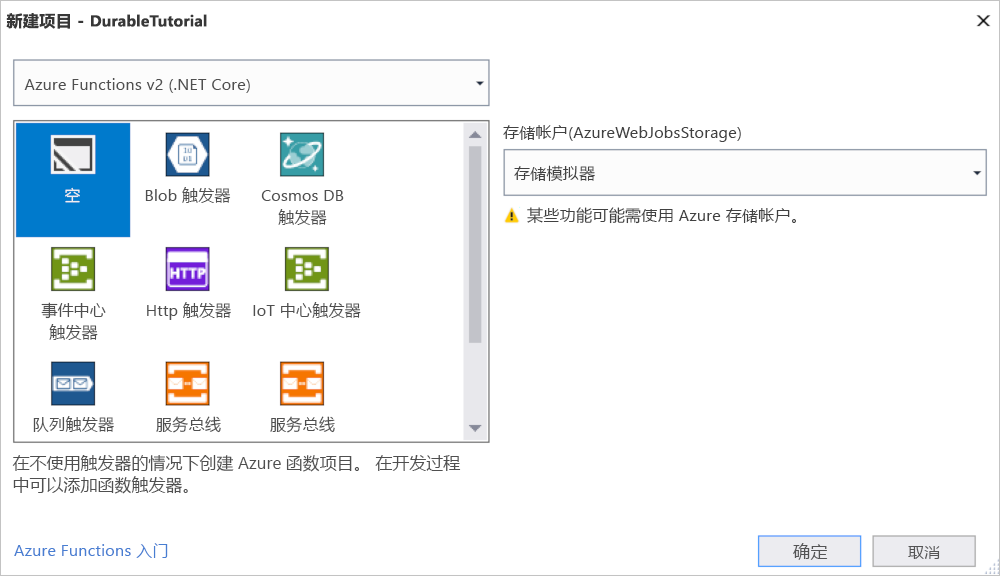 新建项目 - DurableTutorial
Azure Functions v2 (.NET Core)
空
Blob 触发器
Cosmos DB
触发器
事件中心
触发器
HTTP
Http 触发器
IoT 中心触发器
队列触发器
服务总线
服务总线
存储帐户(AzureWebJobsStorage)
存储模拟器
某些功能可能需使用 Azure 存储帐户。
在不使用触发器的情况下创建 Azure 函数项目。 在开发过程
中可以添加函数触发器。
Azure Functions 入门
确定
取消